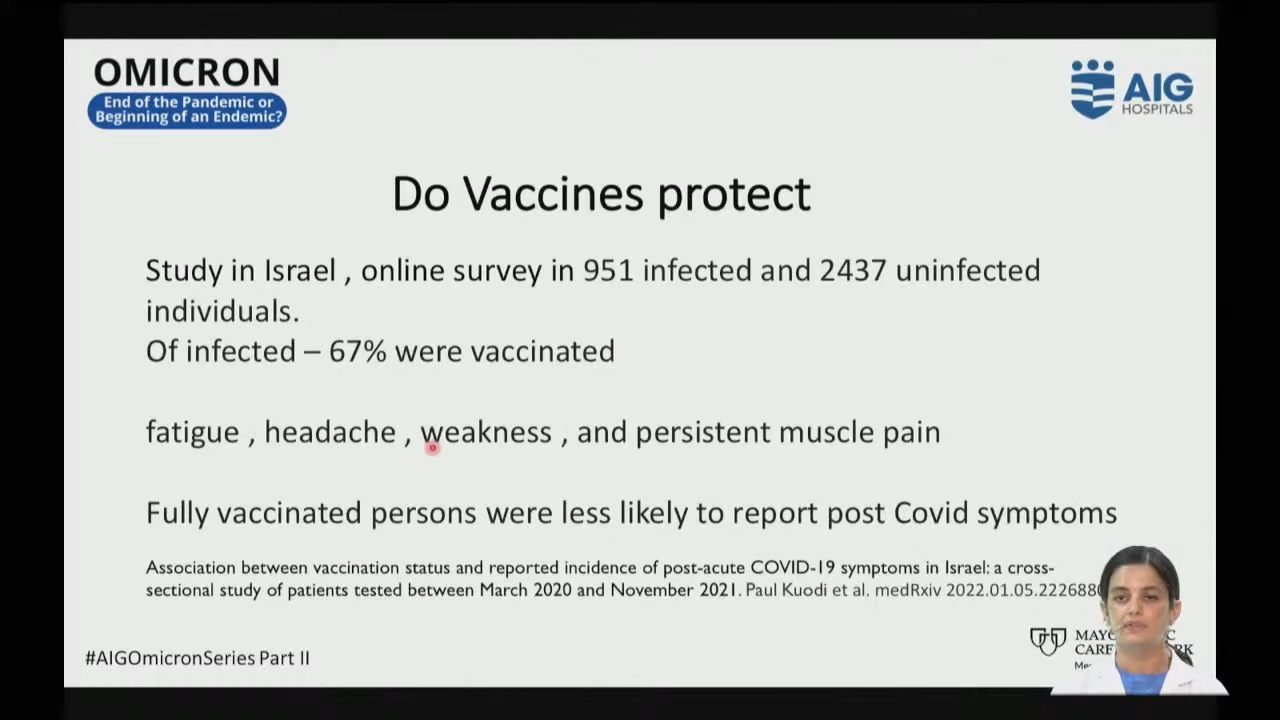 OMICRON
End of the Pandemic or
Beginning of an Endemic?
AIG
HOSPITALS
Do Vaccines protect
Study in Israel , online survey in 951 infected and 2437 uninfected
individuals.
Of infected – 67% were vaccinated
fatigue , headache , weakness , and persistent muscle pain
Fully vaccinated persons were less likely to report post Covid symptoms
Association between vaccination status and reported incidence of post-acute COVID-19 symptoms in Israel: a cross-
sectional study of patients tested between March 2020 and November 2021. Paul Kuodi et al. medRxiv
#AIGOmicronSeries Part II